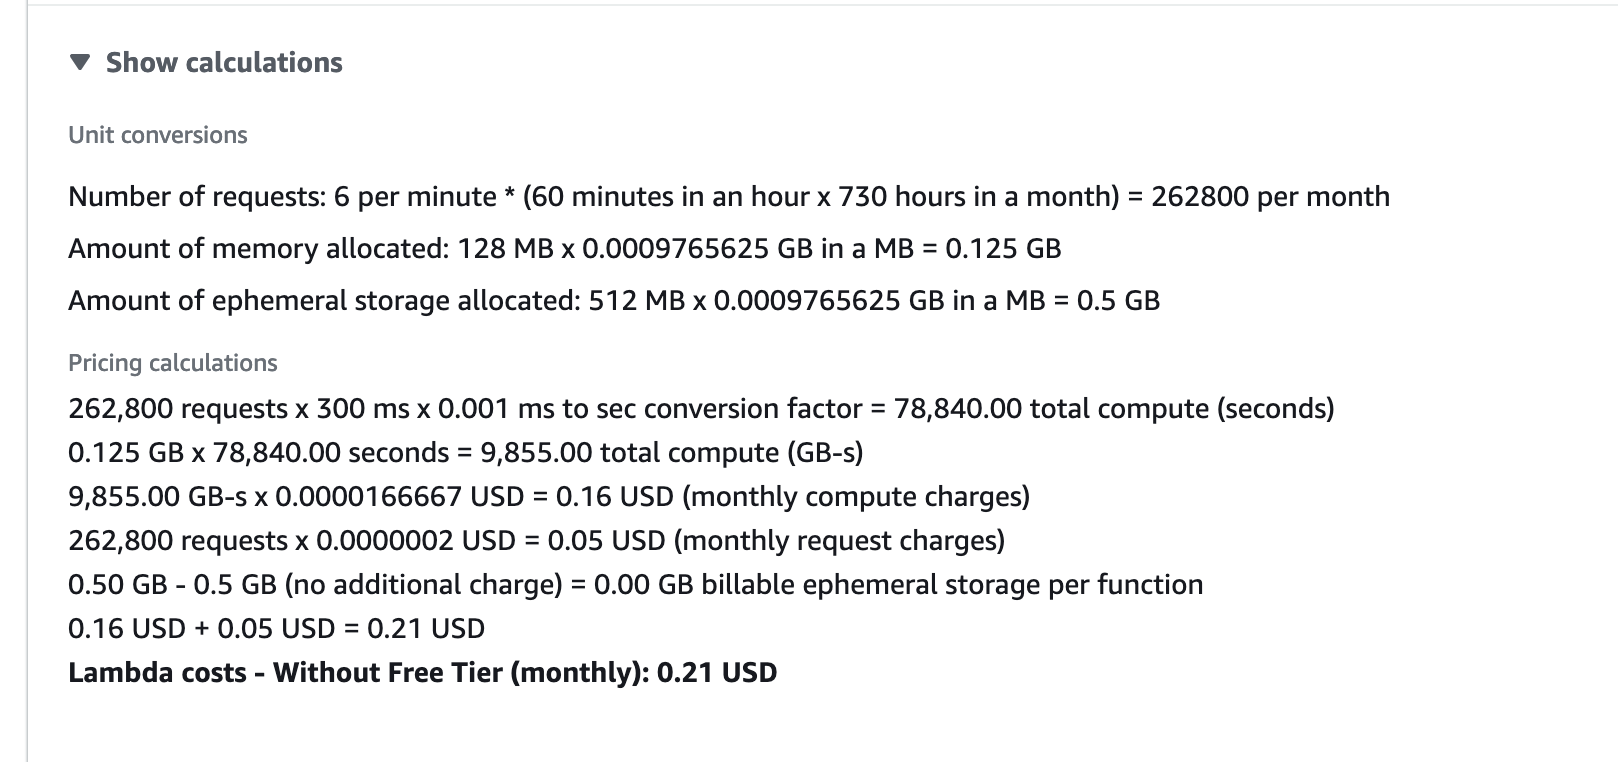 Show calculations
Unit conversions
Number of requests: 6 per minute * (60 minutes in an hour x 730 hours in a month) = 262800 per month
Amount of memory allocated: 128 MB x 0.0009765625 GB in a MB = 0.125 GB
Amount of ephemeral storage allocated: 512 MB x 0.0009765625 GB in a MB = 0.5 GB
Pricing calculations
262,800 requests x 300 ms x 0.001 ms to sec conversion factor = 78,840.00 total compute (seconds)
0.125 GB x 78,840.00 seconds = 9,855.00 total compute (GB-s)
9,855.00 GB-s x 0.0000166667 USD = 0.16 USD (monthly compute charges)
262,800 requests x 0.0000002 USD = 0.05 USD (monthly request charges)
0.50 GB - 0.5 GB (no additional charge) = 0.00 GB billable ephemeral storage per function
0.16 USD + 0.05 USD = 0.21 USD
Lambda costs - Without Free Tier (monthly): 0.21 USD